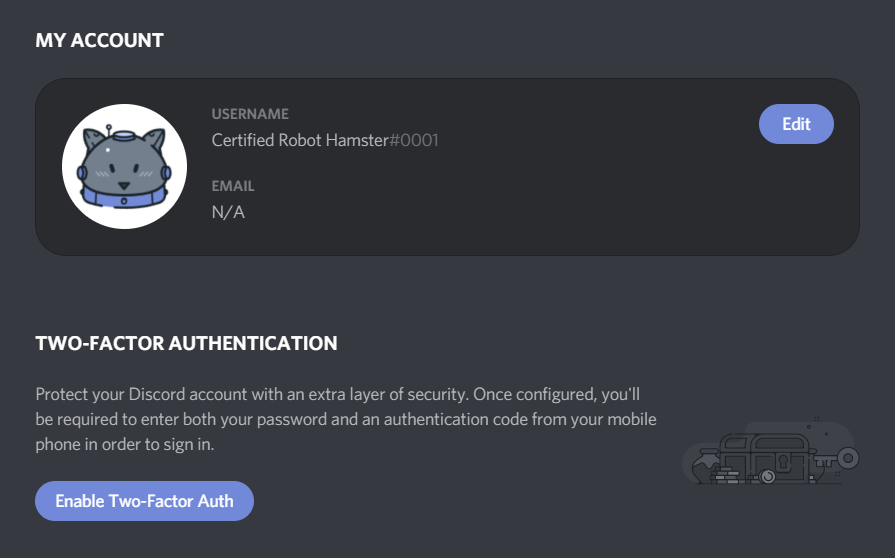 MY ACCOUNT
USERNAME
Certified Robot Hamster#0001
Edit
EMAIL
N/A
TWO-FACTOR AUTHENTICATION
Protect your Discord account with an extra layer of security. Once configured, you'll
be required to enter both your password and an authentication code from your mobile
phone in order to sign in.
Enable Two-Factor Auth